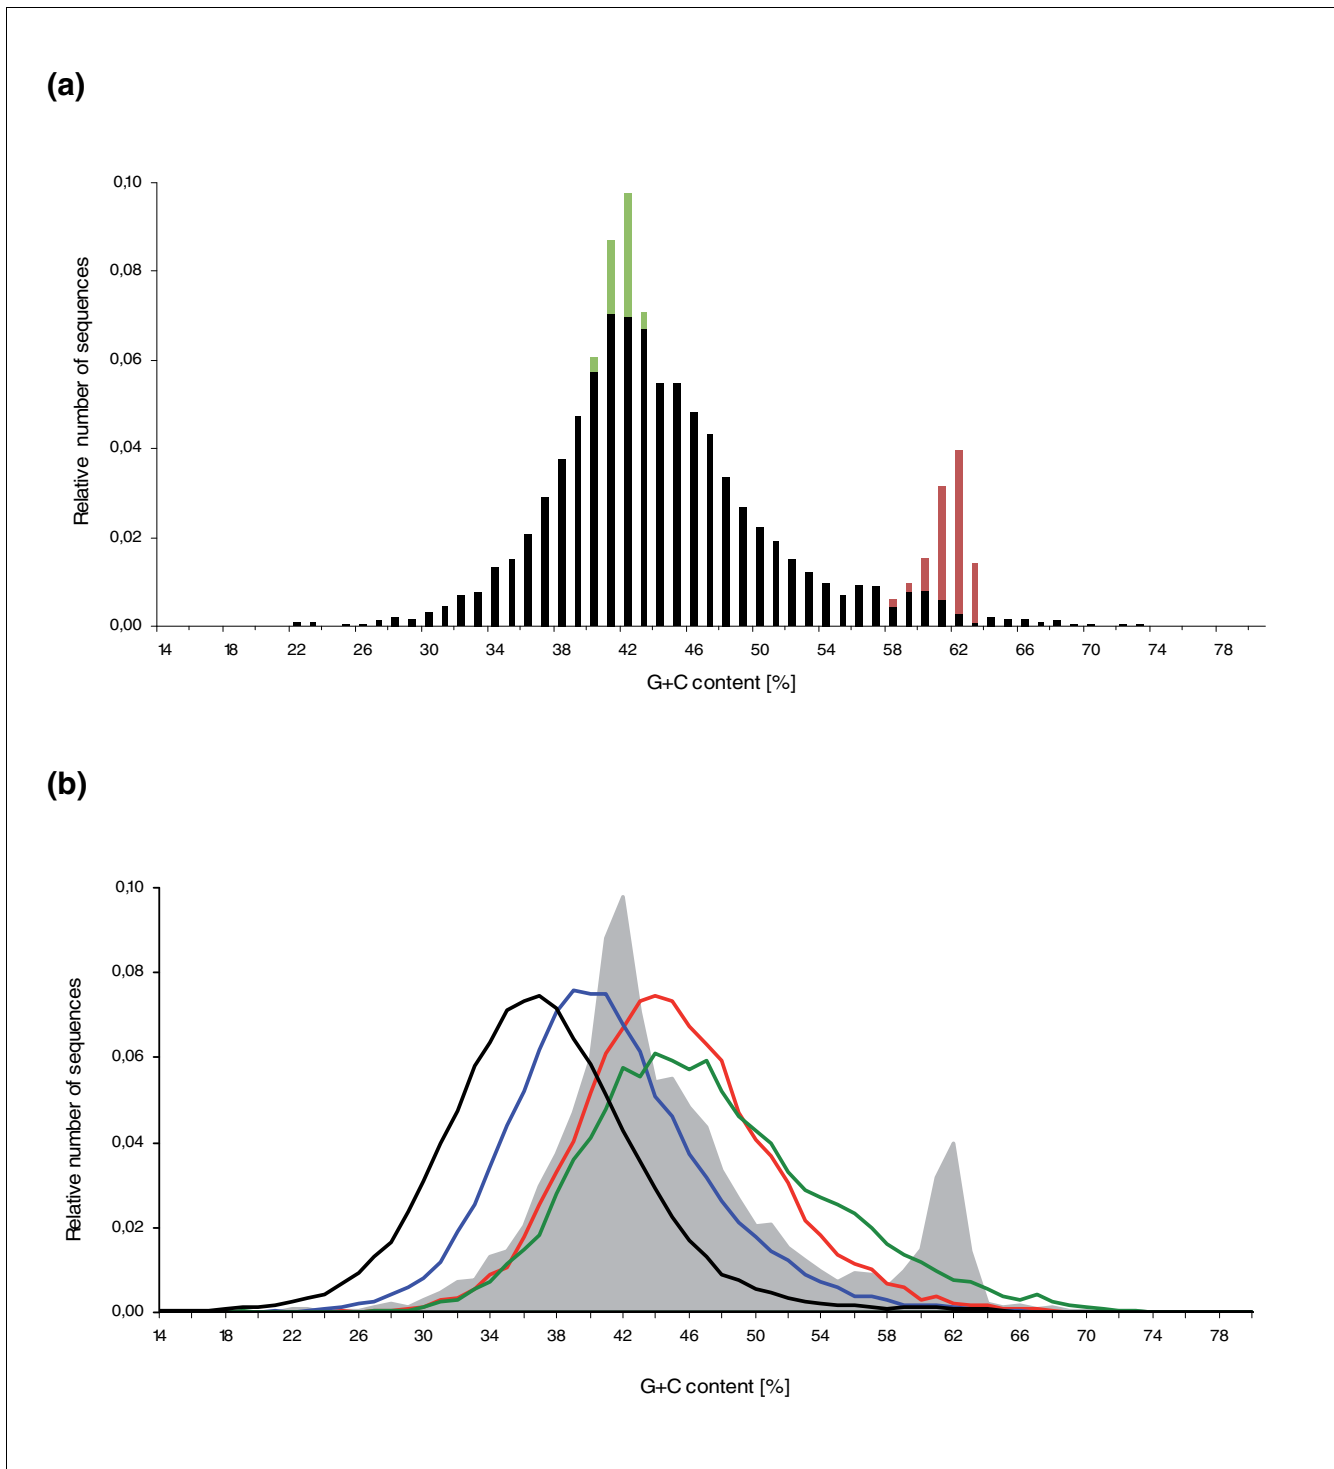 (a)
0,10
0,08
0,06
0,04
0,02
0,00
Relative number of sequences
14 18 22 26 30 34 38 42 46 50 54 58 62 66 70 74 78
G+C content [%]
(b)
0,10
0,08
0,06
0,04
0,02
0,00
Relative number of sequences
14 18 22 26 30 34 38 42 46 50 54 58 62 66 70 74 78
G+C content [%]